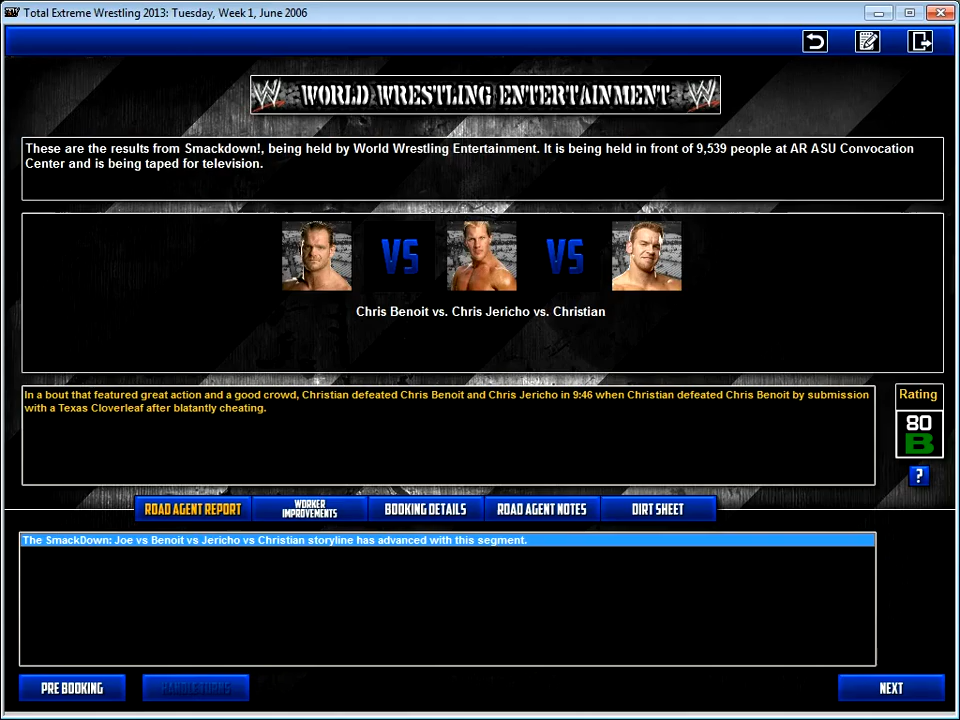 Total Extreme Wrestling 2013: Tuesday, Week 1, June 2006
WORLD WRESTLING ENTERTAINMENT
These are the results from Smackdown!, being held by World Wrestling Entertainment. It is being held in front of 9,539 people at AR ASU Convocation
Center and is being taped for television.
VS VS
Chris Benoit vs. Chris Jericho vs. Christian
In a bout that featured great action and a good crowd, Christian defeated Chris Benoit and Chris Jericho in 9:46 when Christian defeated Chris Benoit by submission
with a Texas Cloverleaf after blatantly cheating.
Rating
80
B
?
ROAD AGENT REPORT
WORKER
IMPROVEMENTS
BOOKING DETAILS
ROAD AGENT NOTES
DIRT SHEET
The SmackDown: Joe vs Benoit vs Jericho vs Christian storyline has advanced with this segment.
PRE BOOKING
HANDLE TURNS
NEXT